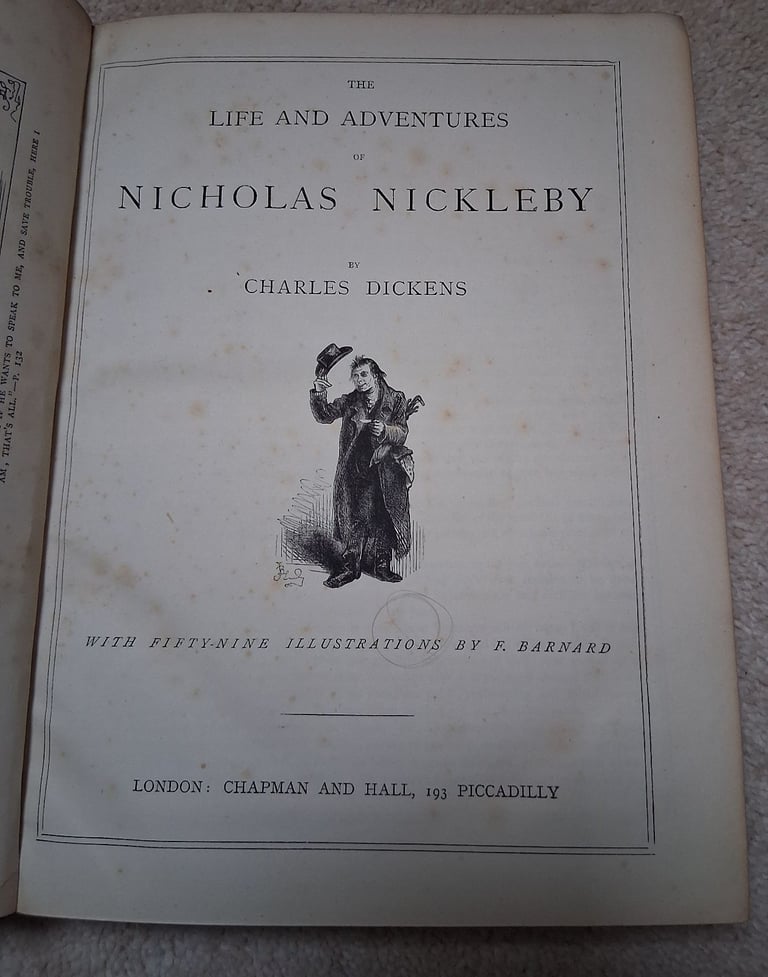 THE
LIFE AND ADVENTURES
OF
NICHOLAS NICKLEBY
BY
CHARLES DICKENS
WITH FIFTY-NINE ILLUSTRATIONS BY F. BARNARD
LONDON: CHAPMAN AND HALL, 193 PICCADILLY
HE WANTS TO SPEAK TO ME, AND SAVE TROUBLE, HERE I
AM, THAT'S ALL."—P. 132